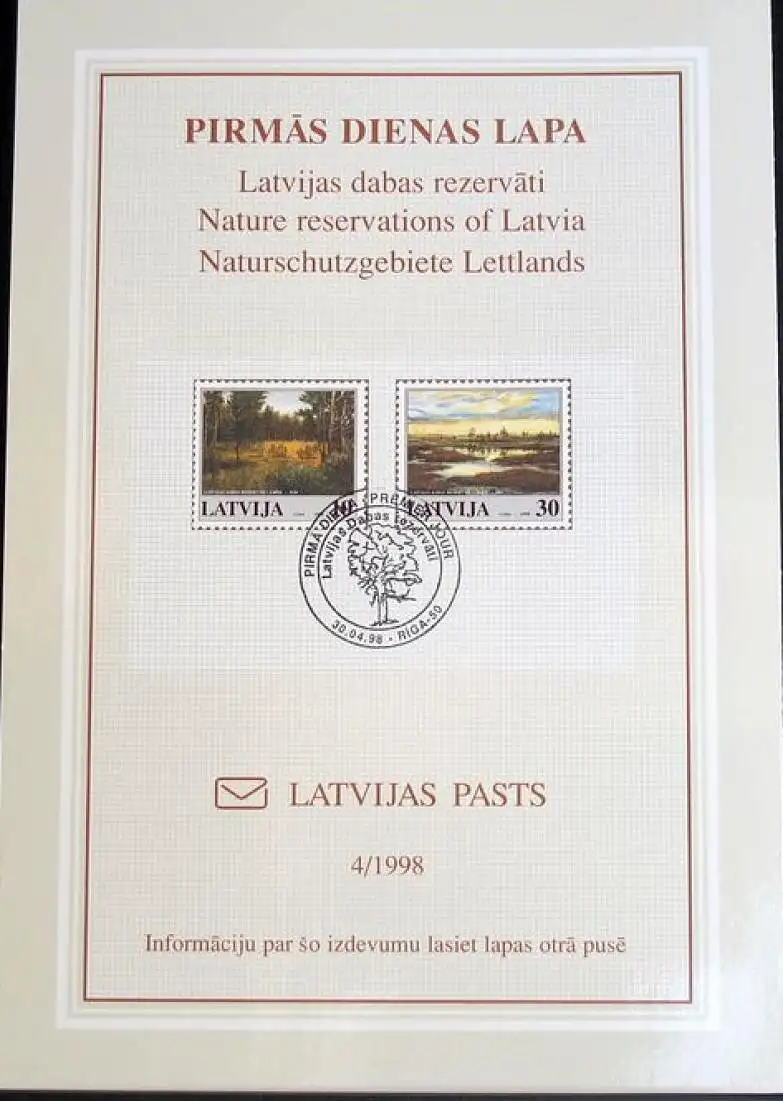 PIRMĀS DIENAS LAPA
Latvijas dabas rezervāti
Nature reservations of Latvia
Naturschutzgebiete Lettlands
LATVIJA
LATVIJA 30
PIRMĀ DIENA PREMIER JOUR
Latvijas Dabas rezervāti
30.04.98 - RĪGA-50
LATVIJAS PASTS
4/1998
Informāciju par šo izdevumu lasiet lapas otrā pusē